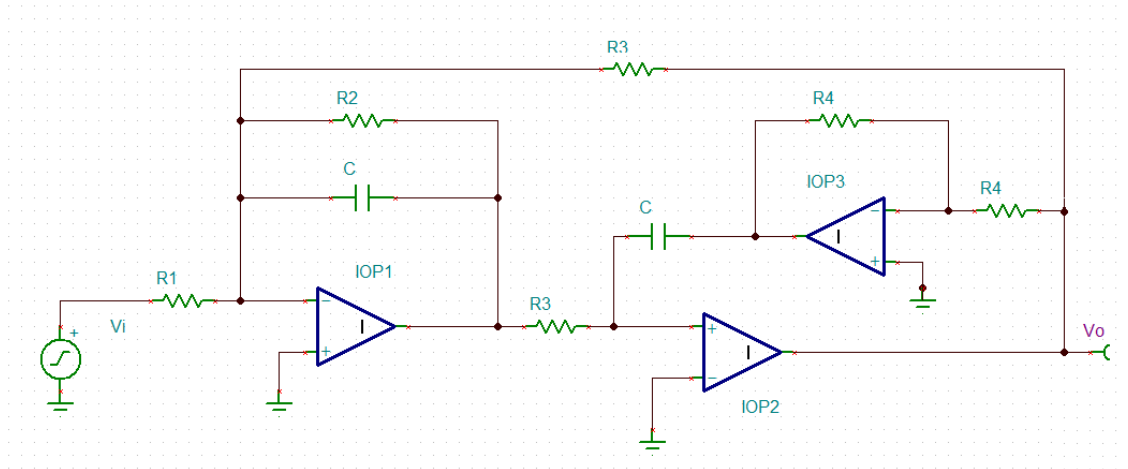 R3
R2
R4
C
IOP3
R4
−
+
C
IOP1
R1
−
+
R3
Vi
+
+
−
IOP2
Vo